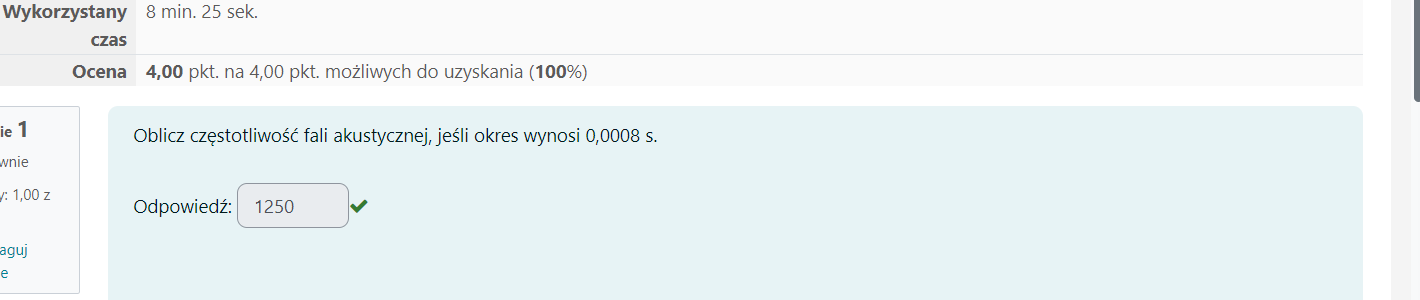 Wykorzystany 8 min. 25 sek.
czas
Ocena 4,00 pkt. na 4,00 pkt. możliwych do uzyskania (100%)
ie 1
wnie
y: 1,00 z
aguj
e
Oblicz częstotliwość fali akustycznej, jeśli okres wynosi 0,0008 s.
Odpowiedź: 1250